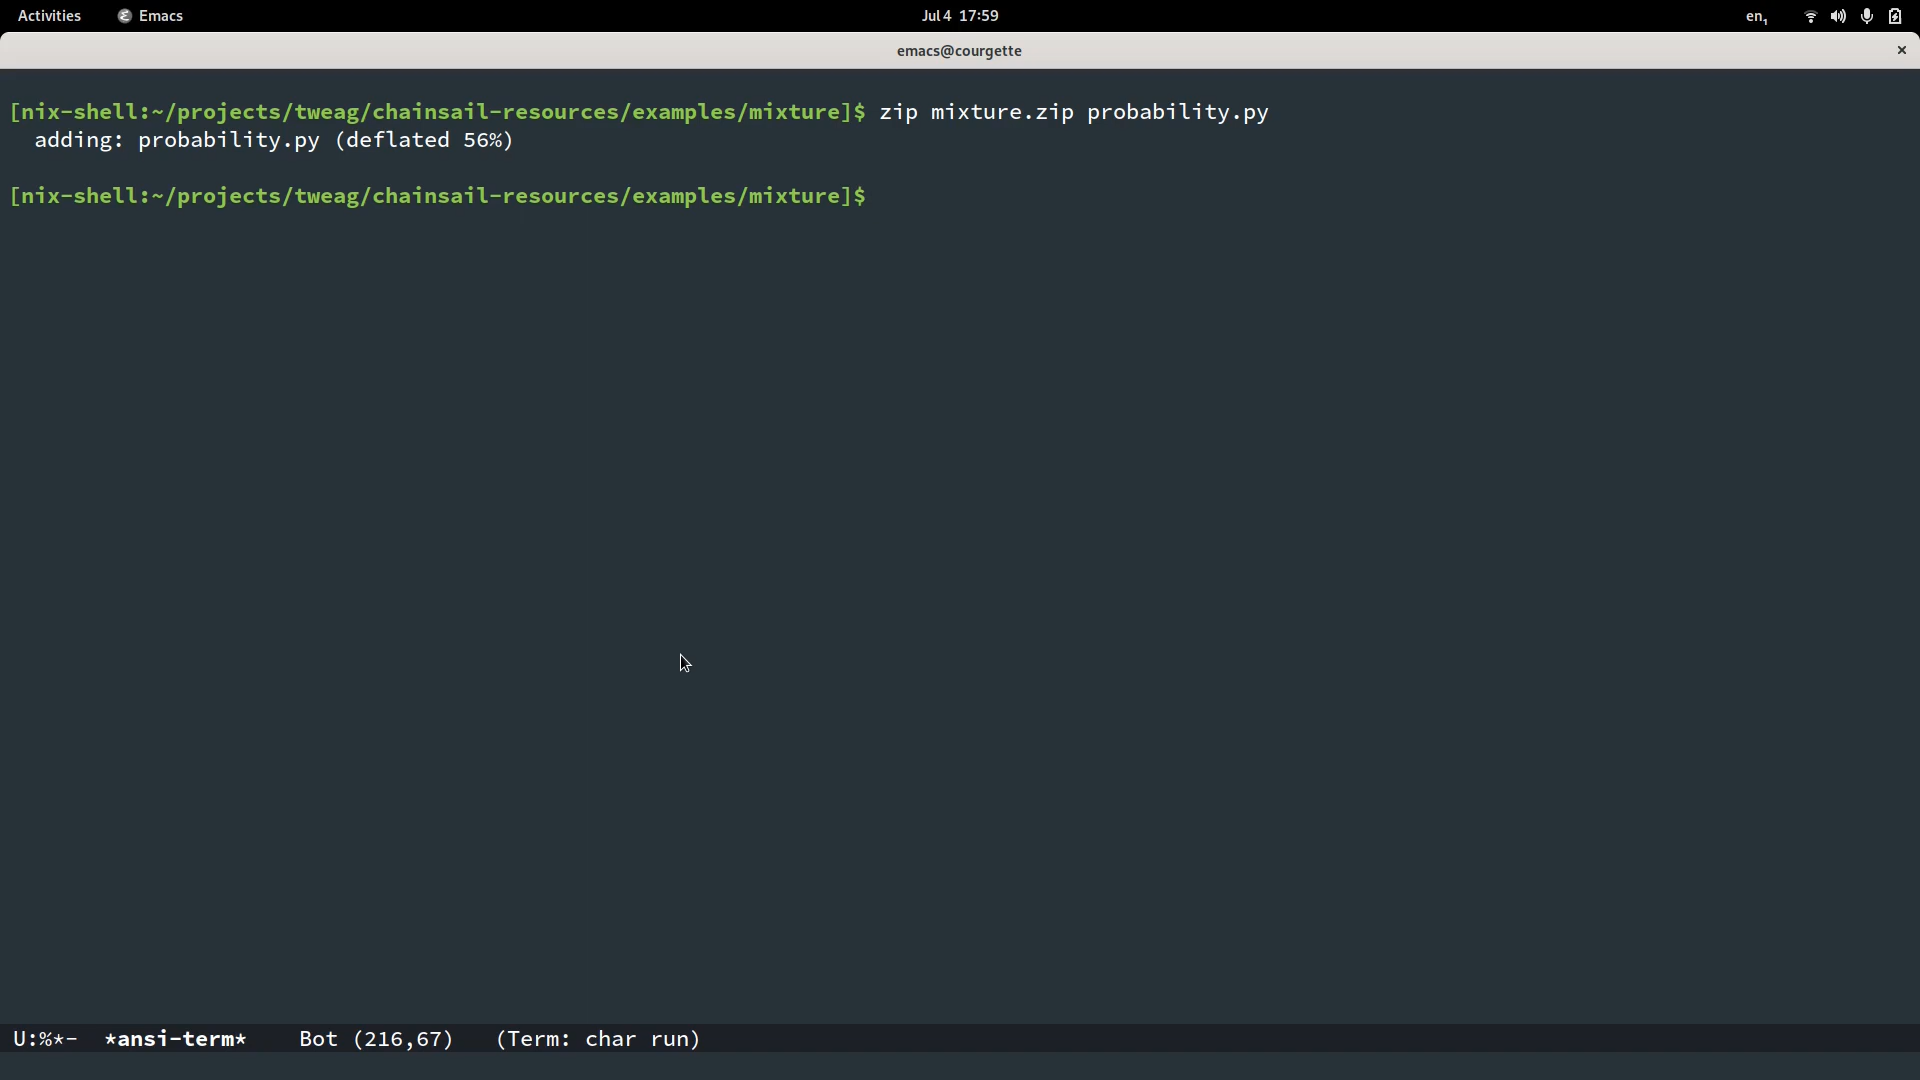 Activities Emacs Jul 4 17:59 en1
emacs@courgette
[nix-shell:~/projects/tweag/chainsail-resources/examples/mixture]$ zip mixture.zip probability.py
  adding: probability.py (deflated 56%)
[nix-shell:~/projects/tweag/chainsail-resources/examples/mixture]$
U:%*- *ansi-term* Bot (216,67) (Term: char run)